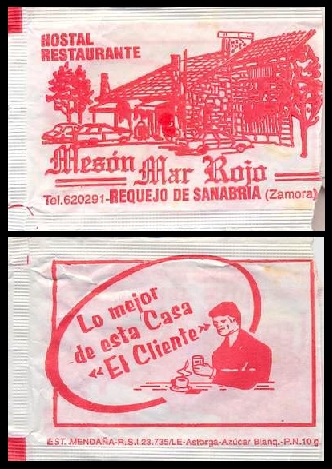 HOSTAL
RESTAURANTE
Mesón Mar Rojo
Tel.620291-REQUEJO DE SANABRIA (Zamora)
Lo mejor
de esta Casa
«El Cliente»
EST. MENDAÑA-R.S.I.23.735/LE-Astorga-Azúcar Blanq.-P.N.10 g.